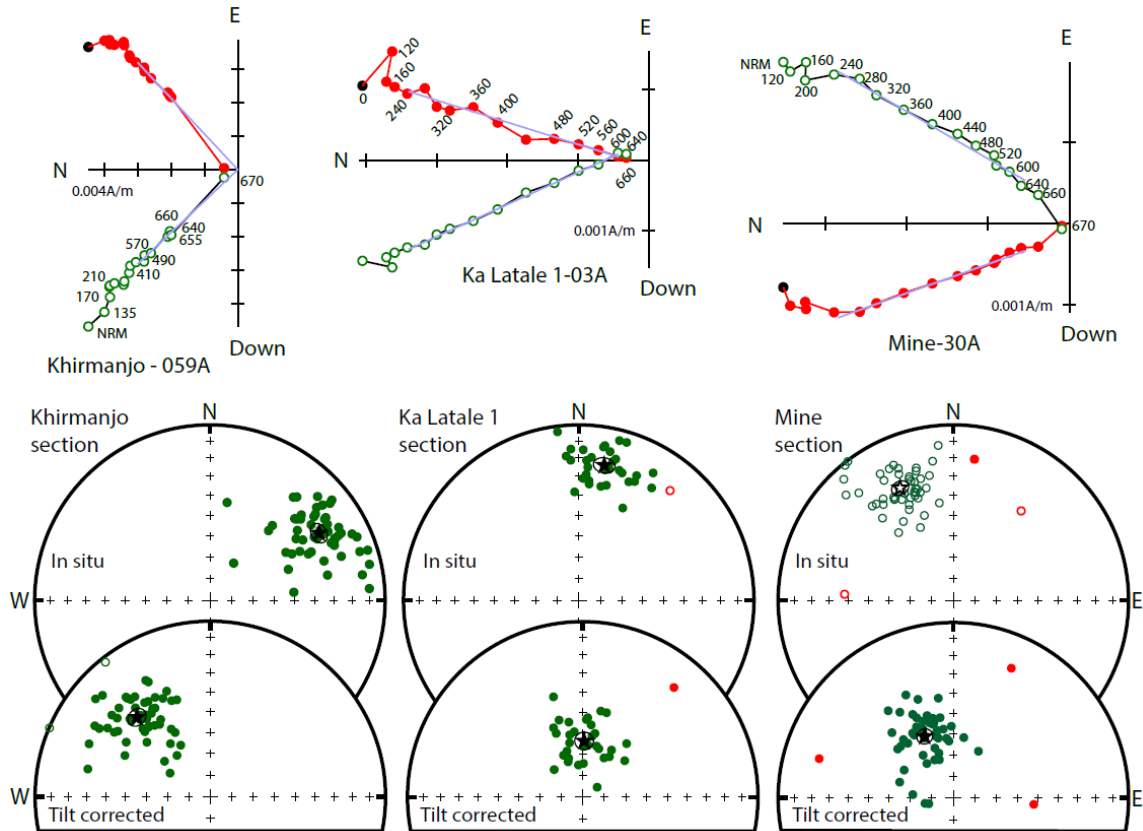 E
N
0.004A/m
670
660
640
655
570
490
410
210
170
135
NRM
Down
Khirmanjo - 059A
120
160
0
240
320
360
400
480
520
560
600
640
660
N
0.001A/m
Ka Latale 1-03A
Down
E
NRM
120
160
200
240
280
320
360
400
440
480
520
600
640
660
670
N
0.001A/m
Down
Mine-30A
Khirmanjo
section
N
In situ
W
W
Tilt corrected
Ka Latale 1
section
N
In situ
Tilt corrected
Mine
section
N
In situ
E
E
Tilt corrected